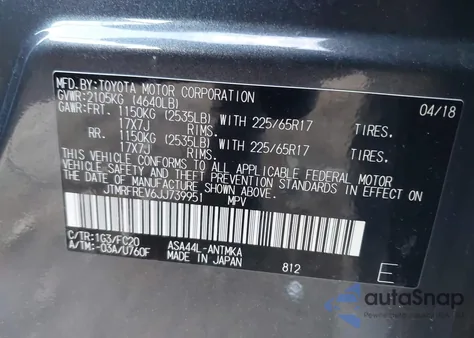 MFD.BY:TOYOTA MOTOR CORPORATION 04/18
GVWR:2105KG (4640LB)
GAWR:FRT. 1150KG (2535LB) WITH 225/65R17 TIRES.
17X7J RIMS.
RR. 1150KG (2535LB) WITH 225/65R17 TIRES.
17X7J RIMS.
THIS VEHICLE CONFORMS TO ALL APPLICABLE FEDERAL MOTOR
VEHICLE SAFETY AND THEFT PREVENTION STANDARDS IN
EFFECT ON THE DATE OF MANUFACTURE SHOWN ABOVE.
JTMRFREV6JJ739951 MPV
C/TR:1G3/FC20 ASA44L-ANTMKA
A/TM:-03A/U760F MADE IN JAPAN 812 E
autoSnap